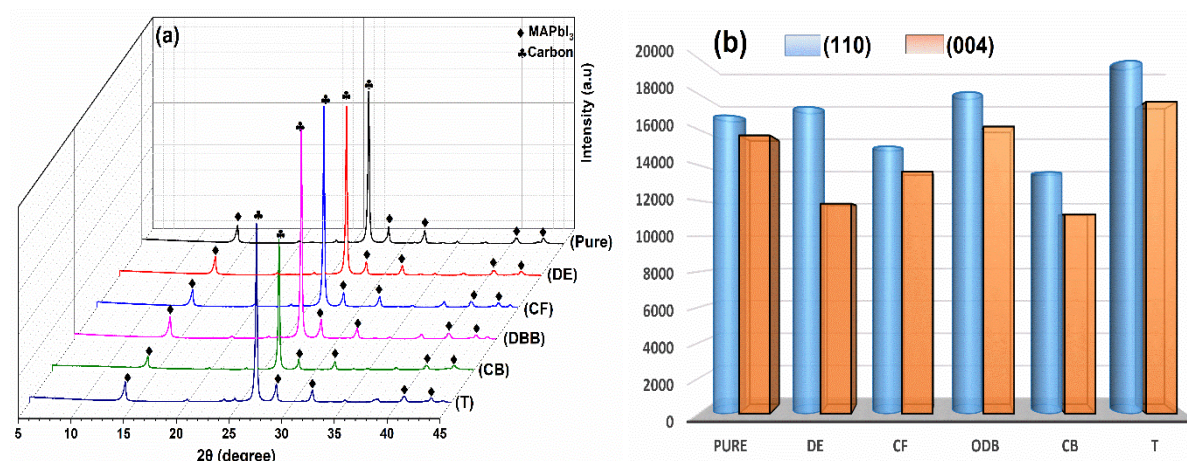 (a)
♦ MAPbI₃
♣ Carbon
Intensity (a.u)
(Pure)
(DE)
(CF)
(DBB)
(CB)
(T)
5 10 15 20 25 30 35 40 45
2θ (degree)
(b)
(110) (004)
20000
18000
16000
14000
12000
10000
8000
6000
4000
2000
0
PURE DE CF ODB CB T